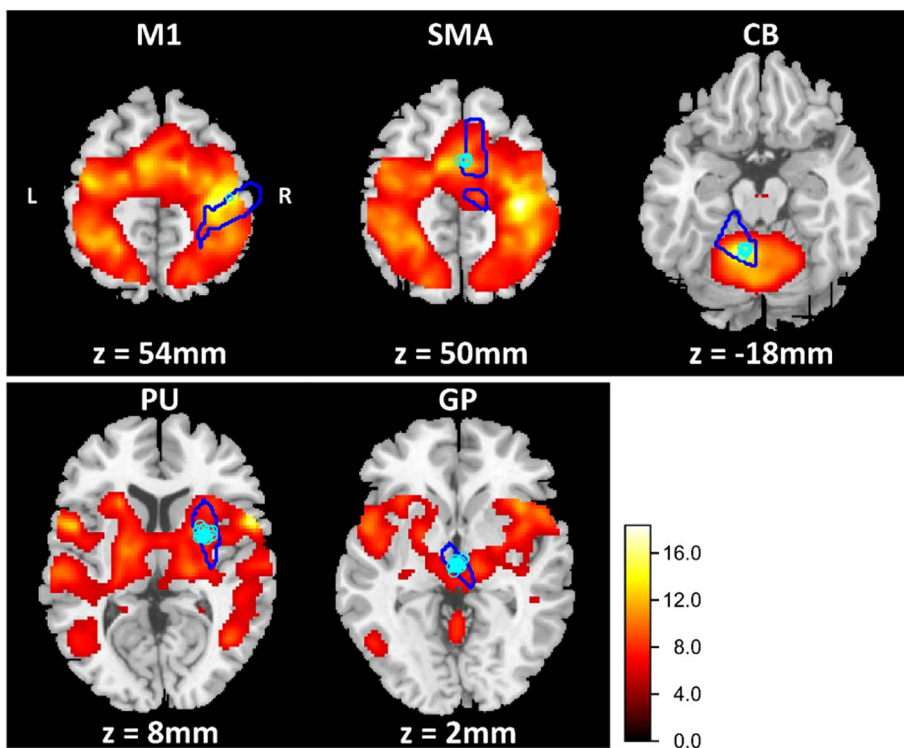 M1 SMA CB
L R
z = 54mm z = 50mm z = -18mm
PU GP
16.0
12.0
8.0
4.0
z = 8mm z = 2mm 0.0